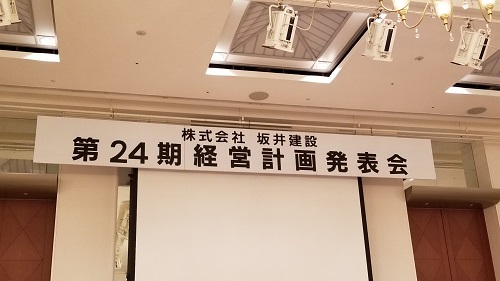 株式会社 坂井建設
第24期経営計画発表会